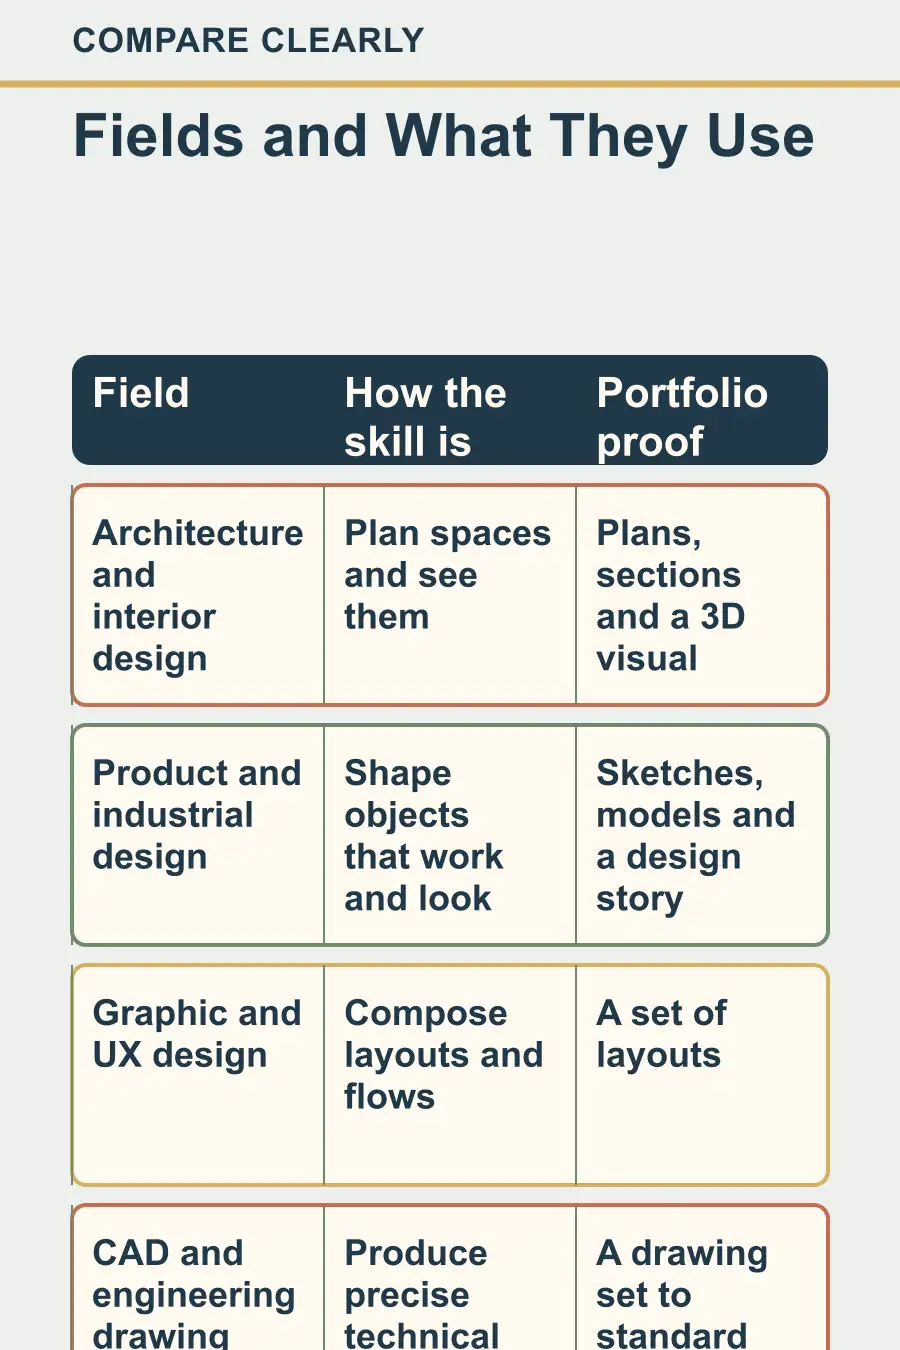 COMPARE CLEARLY
Fields and What They Use
Field
How the
skill is
Portfolio
proof
Architecture
and
interior
design
Plan spaces
and see
them
Plans,
sections
and a 3D
visual
Product and
industrial
design
Shape
objects
that work
and look
Sketches,
models and
a design
story
Graphic and
UX design
Compose
layouts and
flows
A set of
layouts
CAD and
engineering
drawing
Produce
precise
technical
A drawing
set to
standard